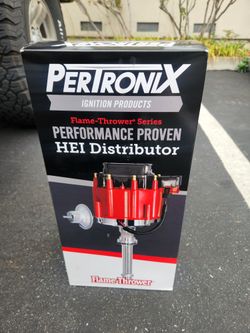 PERTRONIX
IGNITION PRODUCTS
Flame-Thrower® Series
PERFORMANCE PROVEN
HEI Distributor
Flame-Thrower